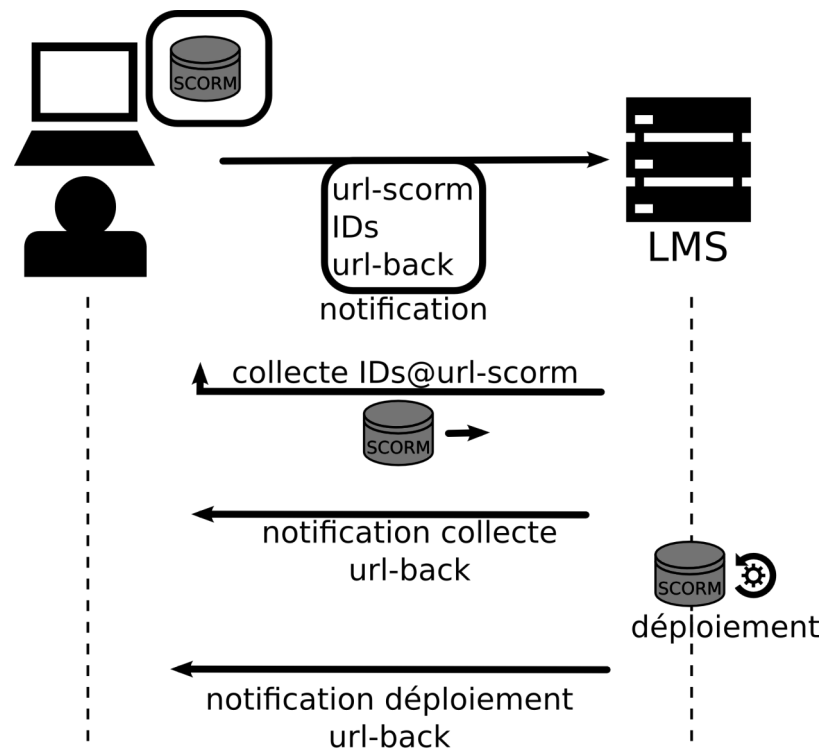 SCORM
url-scorm
IDs
url-back
LMS
notification
collecte IDs@url-scorm
SCORM
notification collecte
url-back
SCORM
déploiement
notification déploiement
url-back